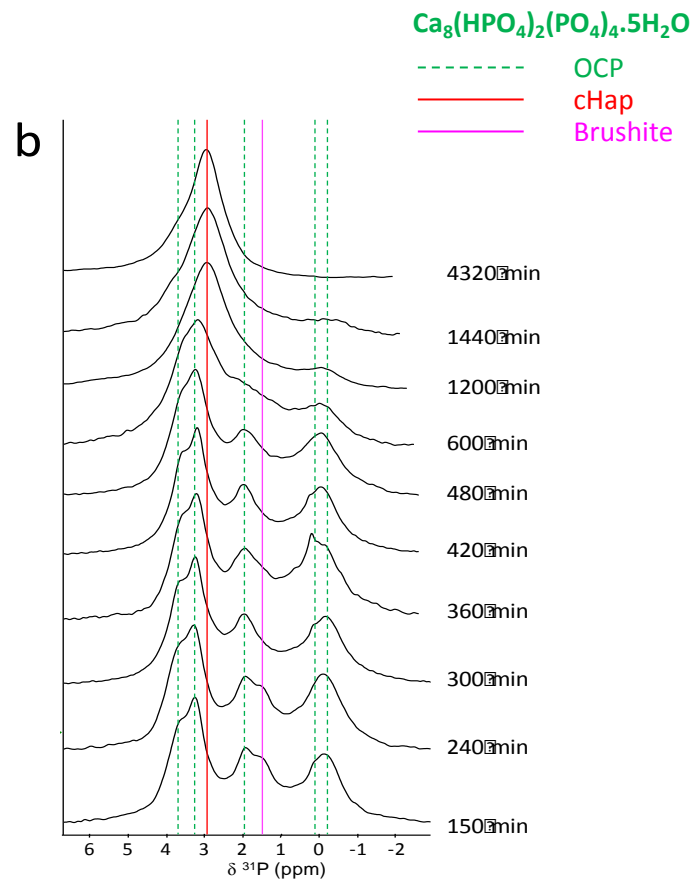 Ca₈(HPO₄)₂(PO₄)₄.5H₂O
OCP
cHap
Brushite
b
4320⍰min
1440⍰min
1200⍰min
600⍰min
480⍰min
420⍰min
360⍰min
300⍰min
240⍰min
150⍰min
6 5 4 3 2 1 0 -1 -2
δ ³¹P (ppm)